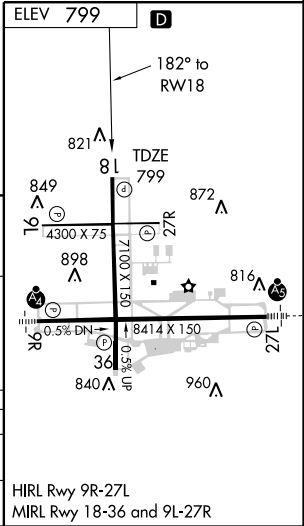 ELEV 799
D
182° to
RW18
821
18
TDZE
799
849
P
872
9L
P
27R
4300 X 75
7100 X 150
898
816
A4
A5
P
0.5% DN
8414 X 150
P
9R
P
27L
36
0.5% UP
840
960
HIRL Rwy 9R-27L
MIRL Rwy 18-36 and 9L-27R